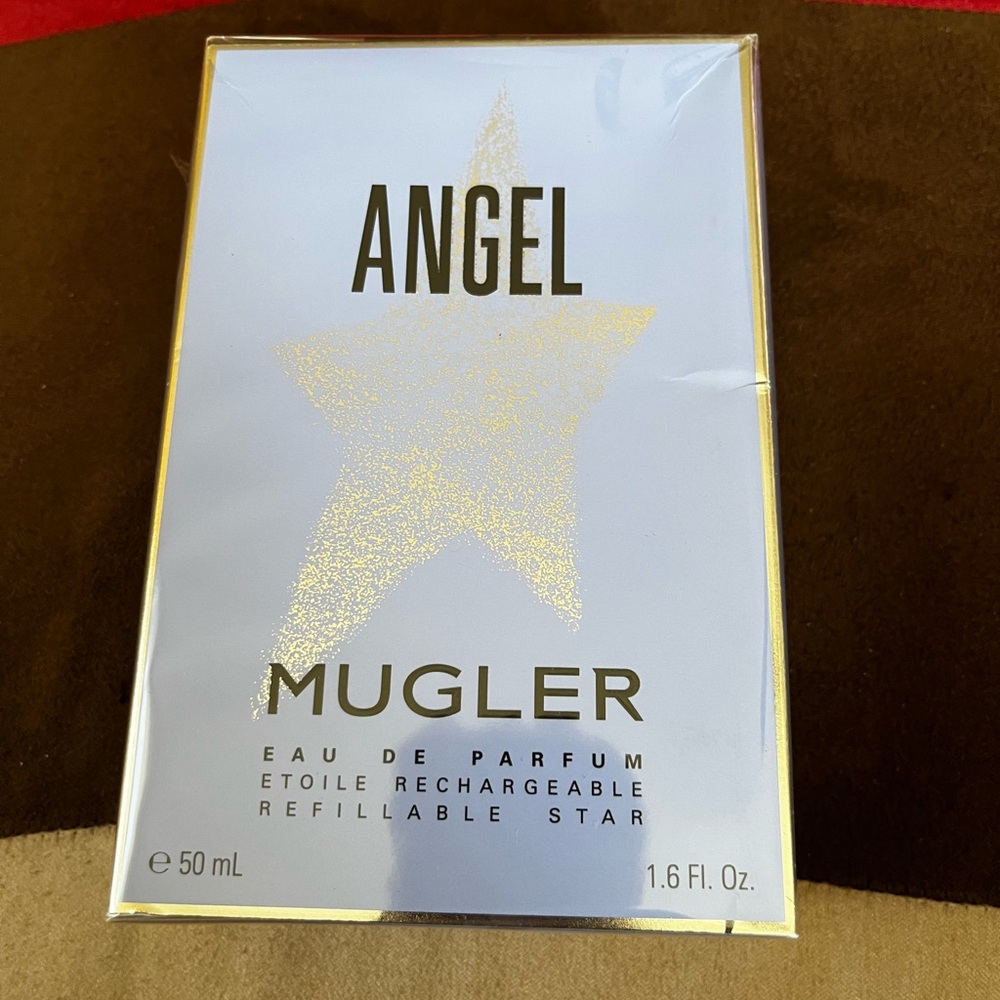 ANGEL
MUGLER
EAU DE PARFUM
ETOILE RECHARGEABLE
REFILLABLE STAR
℮ 50 mL
1.6 Fl. Oz.